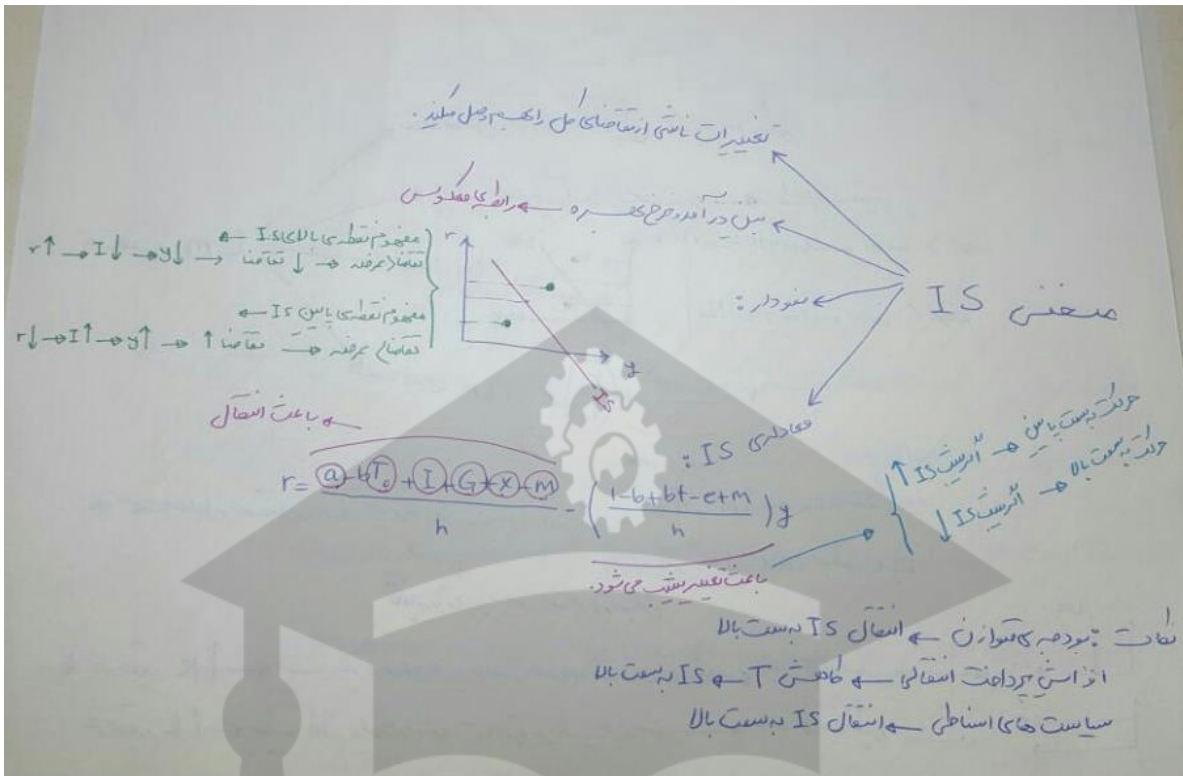 منحنی IS
تغییرات ناشی از تقاضای کل را بهم وصل میکند.
بین درآمد و نرخ بهره ← رابطه‌ی معکوس
نمودار:
r
y
IS
مفهوم نقطه‌ی بالای IS ←
تقاضا < عرضه → ↓ تقاضا → r↑ → I↓ → y↓
مفهوم نقطه‌ی پایین IS ←
تقاضا > عرضه → ↑ تقاضا → r↓ → I↑ → y↑
معادله‌ی IS:
← باعث انتقال
r = (a - bT₀ + I + G + X - M) / h - ((1-b+bt-e+m) / h) y
باعث تغییر شیب می‌شود.
↑ اگر شیب IS → حرکت به سمت پایین
↓ اگر شیب IS → حرکت به سمت بالا
نکات: بودجه‌ی متوازن ← انتقال IS به سمت بالا
افزایش پرداخت انتقالی ← کاهش T ← IS به سمت بالا
سیاست های انبساطی ← انتقال IS به سمت بالا